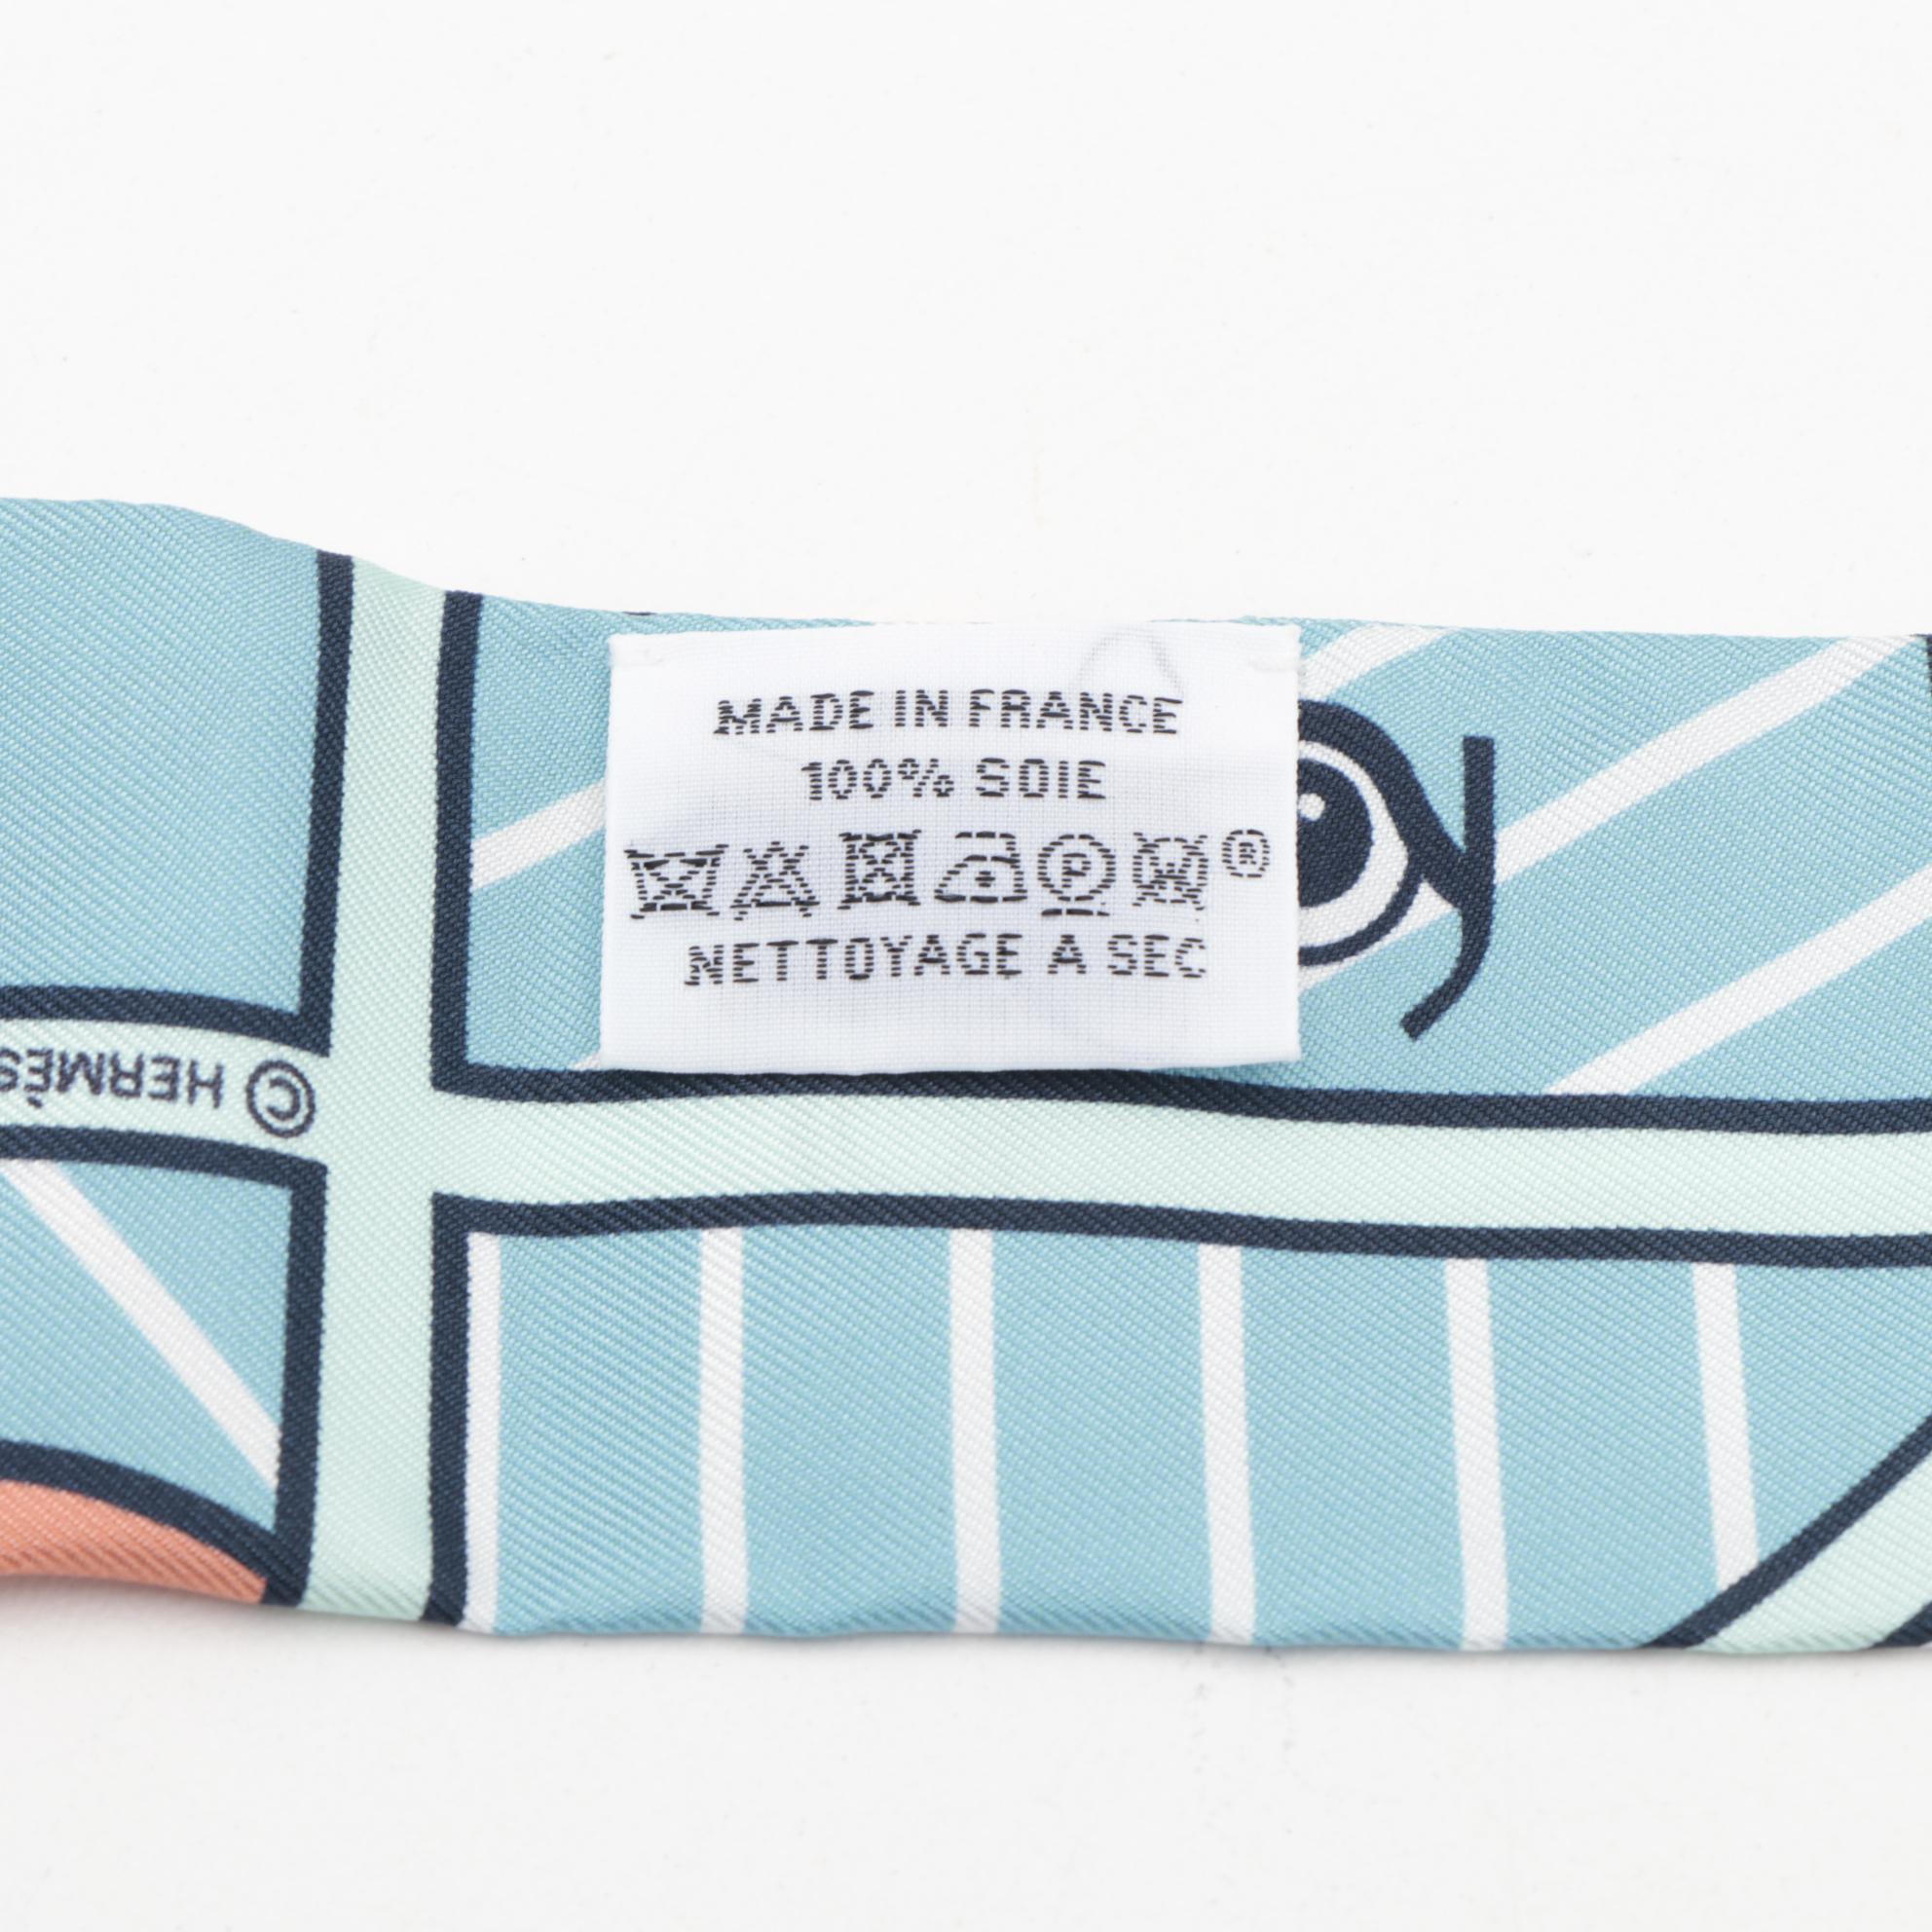 MADE IN FRANCE
100% SOIE
P W ®
NETTOYAGE A SEC
© HERMÈS